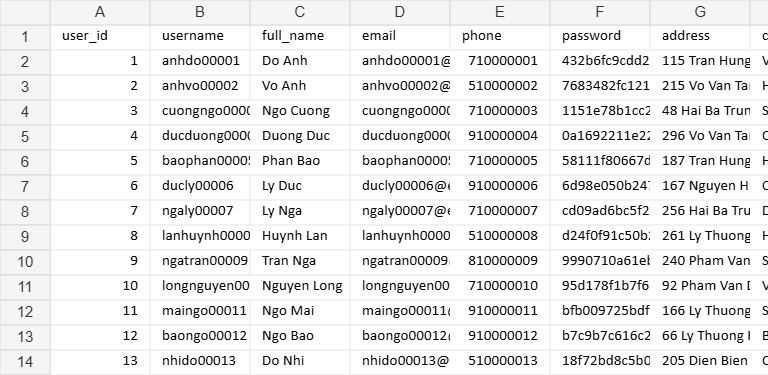 A B C D E F G
1 user_id username full_name email phone password address c
2 1 anhdo00001 Do Anh anhdo00001@ 710000001 432b6fc9cdd2 115 Tran Hung V
3 2 anhvo00002 Vo Anh anhvo00002@ 510000002 7683482fc121 215 Vo Van Ta H
4 3 cuongngo000 Ngo Cuong cuongngo000 710000003 1151e78b1cc2 48 Hai Ba Trun S
5 4 ducduong000 Duong Duc ducduong000 910000004 0a1692211e22 296 Vo Van Ta C
6 5 baophan0000 Phan Bao baophan0000 710000005 58111f80667d 187 Tran Hung H
7 6 ducly00006 Ly Duc ducly00006@e 910000006 6d98e050b247 167 Nguyen H C
8 7 ngaly00007 Ly Nga ngaly00007@e 710000007 cd09ad6bc5f2 256 Hai Ba Tru D
9 8 lanhuynh0000 Huynh Lan lanhuynh0000 510000008 d24f0f91c50b 261 Ly Thuong H
10 9 ngatran00009 Tran Nga ngatran00009 810000009 9990710a61e 240 Pham Van S
11 10 longnguyen00 Nguyen Long longnguyen00 710000010 95d178f1b7f6 92 Pham Van V
12 11 maingo00011 Ngo Mai maingo00011 910000011 bfb009725bdf 166 Ly Thuong S
13 12 baongo00012 Ngo Bao baongo00012 910000012 b7c9b7c616c2 66 Ly Thuong H
14 13 nhido00013 Do Nhi nhido00013@ 510000013 18f72bd8c5b0 205 Dien Bien C